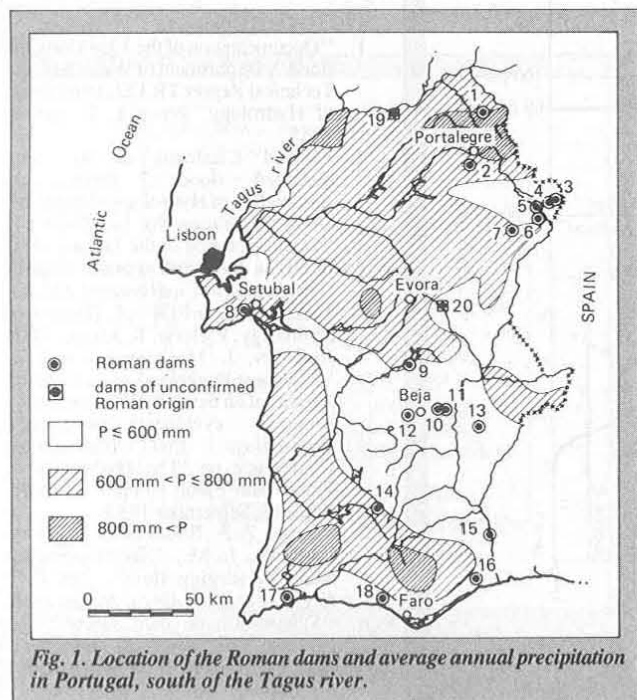 Ocean
Atlantic
Tagus river
Lisbon
Setubal
Portalegre
Evora
Beja
Faro
SPAIN
1
2
3
4
5
6
7
8
9
10
11
12
13
14
15
16
17
18
19
20
Roman dams
dams of unconfirmed
Roman origin
P ≤ 600 mm
600 mm < P ≤ 800 mm
800 mm < P
0 50 km
Fig. 1. Location of the Roman dams and average annual precipitation
in Portugal, south of the Tagus river.